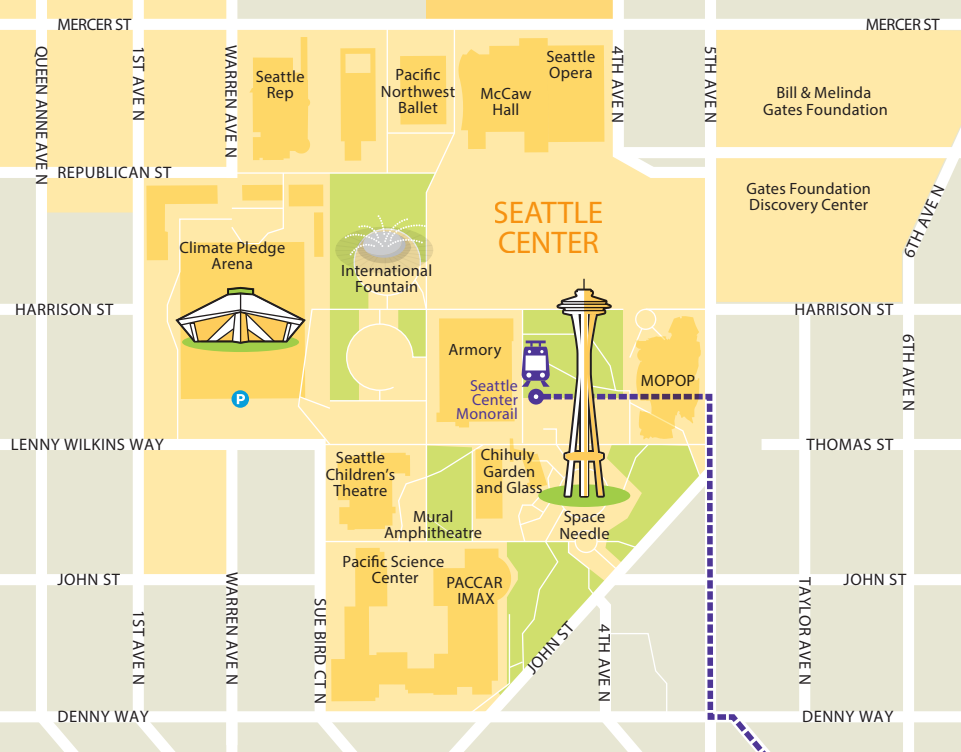 MERCER ST
MERCER ST
QUEEN ANNE AVE N
1ST AVE N
WARREN AVE N
4TH AVE N
5TH AVE N
Seattle
Rep
Pacific
Northwest
Ballet
McCaw
Hall
Seattle
Opera
Bill & Melinda
Gates Foundation
REPUBLICAN ST
Gates Foundation
Discovery Center
6TH AVE N
SEATTLE
CENTER
Climate Pledge
Arena
International
Fountain
HARRISON ST
HARRISON ST
Armory
Seattle
Center
Monorail
MOPOP
6TH AVE N
P
LENNY WILKINS WAY
THOMAS ST
Seattle
Children's
Theatre
Chihuly
Garden
and Glass
Mural
Amphitheatre
Space
Needle
Pacific Science
Center
PACCAR
IMAX
JOHN ST
JOHN ST
1ST AVE N
WARREN AVE N
SUE BIRD CT N
JOHN ST
4TH AVE N
TAYLOR AVE N
DENNY WAY
DENNY WAY